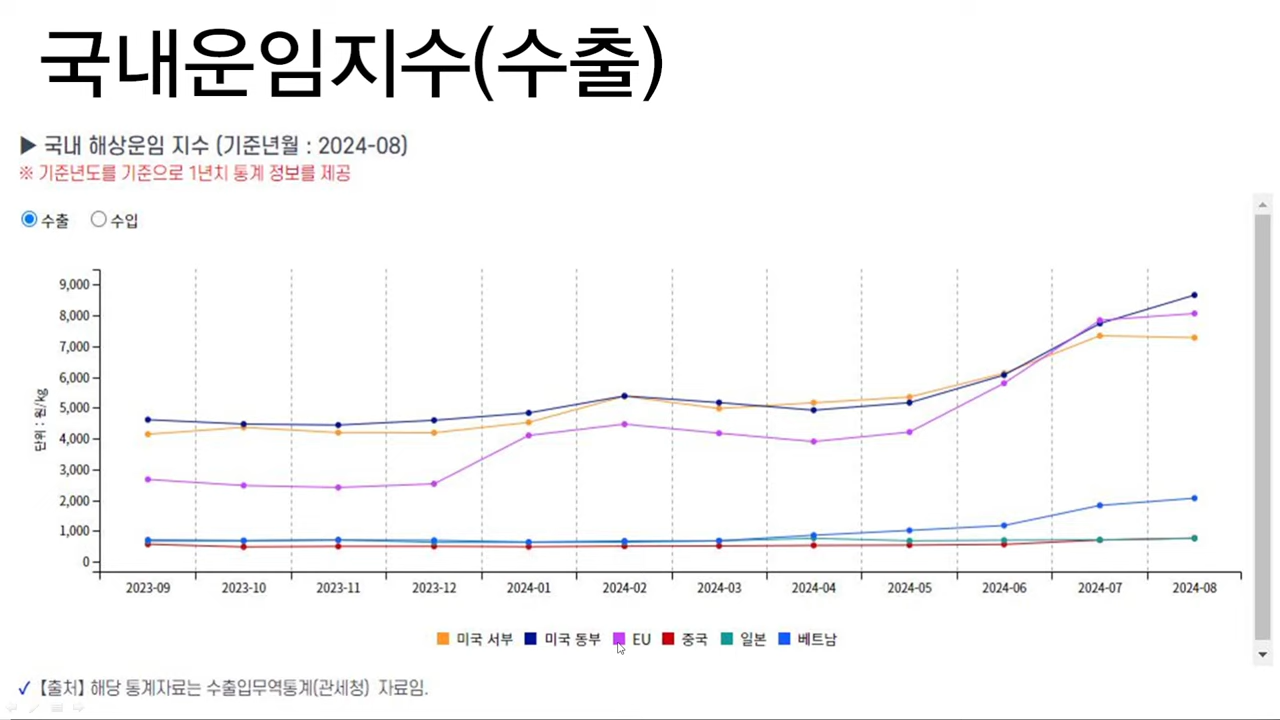 국내운임지수(수출)
▶ 국내 해상운임 지수 (기준년월 : 2024-08)
※ 기준년도를 기준으로 1년치 통계 정보를 제공
수출 수입
단위 : 원/kg
9,000
8,000
7,000
6,000
5,000
4,000
3,000
2,000
1,000
0
2023-09 2023-10 2023-11 2023-12 2024-01 2024-02 2024-03 2024-04 2024-05 2024-06 2024-07 2024-08
미국 서부 미국 동부 EU 중국 일본 베트남
✓ 【출처】 해당 통계자료는 수출입무역통계(관세청) 자료임.